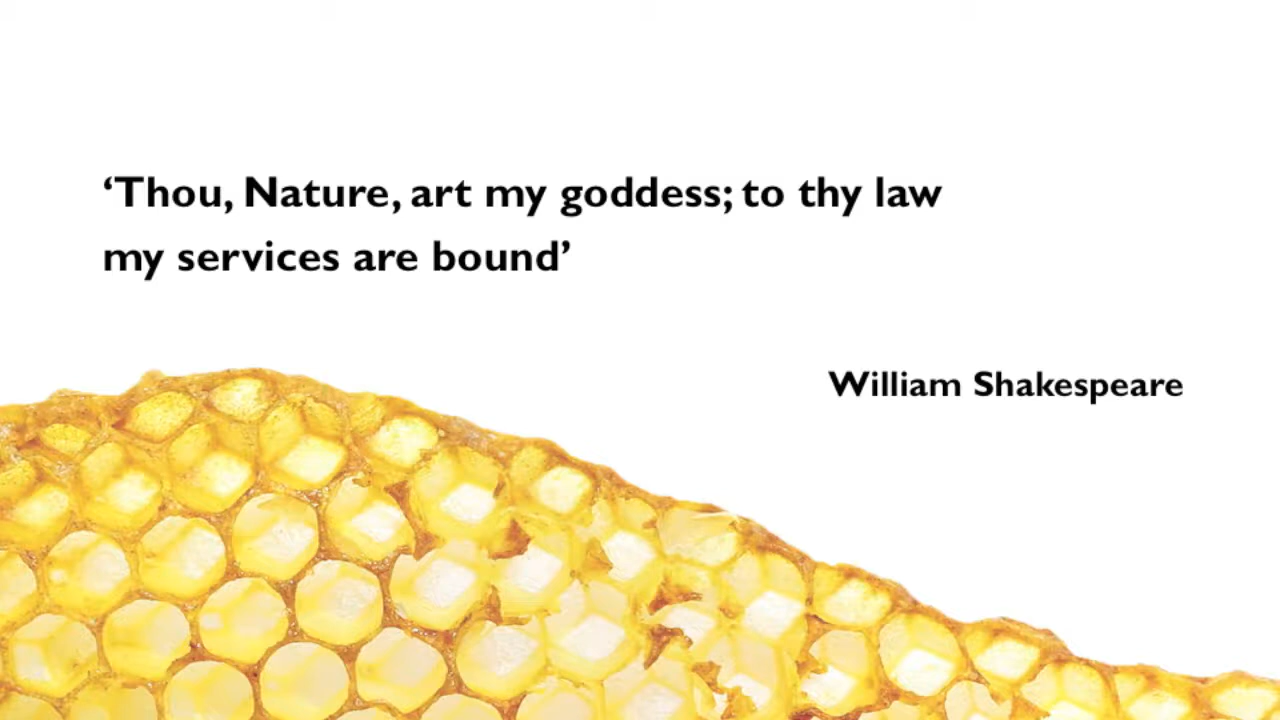 ‘Thou, Nature, art my goddess; to thy law
my services are bound’
William Shakespeare